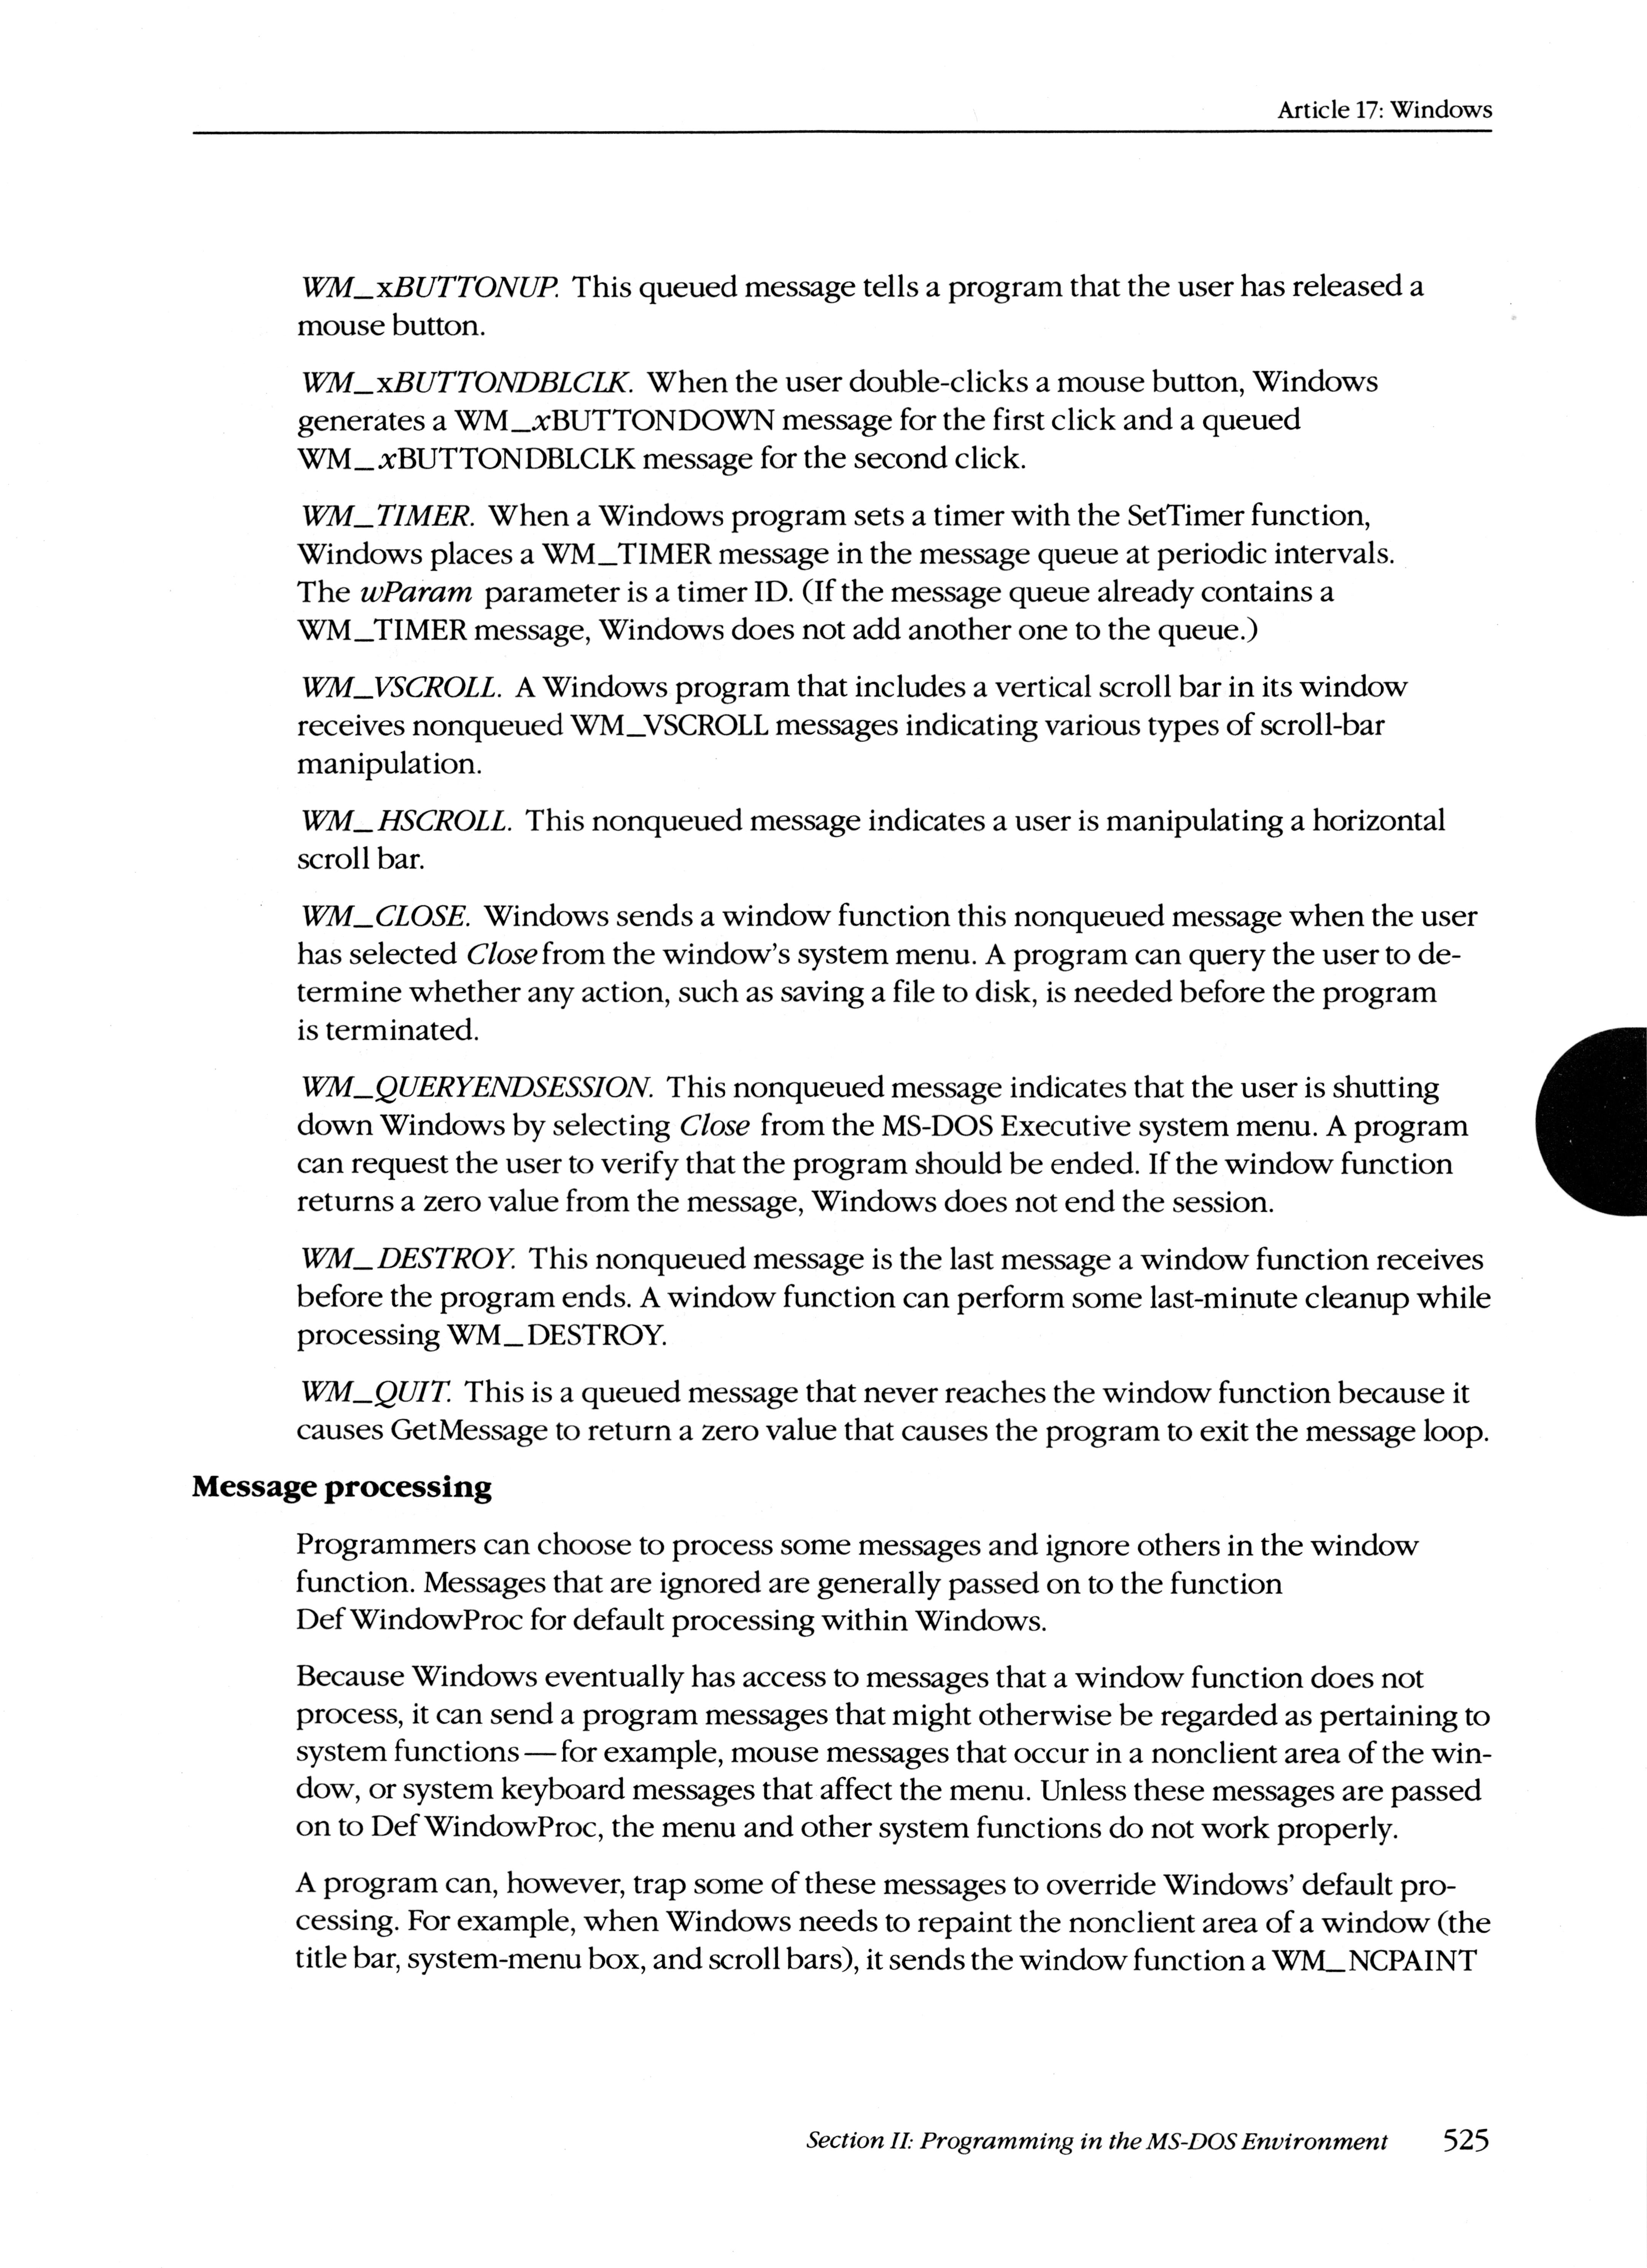 Article 17: Windows
WM_xBUTTONUP. This queued message tells a program that the user has released a
mouse button.
WM_xBUTTONDBLCLK. When the user double-clicks a mouse button, Windows
generates a WM_xBUTTONDOWN message for the first click and a queued
WM_xBUTTONDBLCLK message for the second click.
WM_TIMER. When a Windows program sets a timer with the SetTimer function,
Windows places a WM_TIMER message in the message queue at periodic intervals.
The wParam parameter is a timer ID. (If the message queue already contains a
WM_TIMER message, Windows does not add another one to the queue.)
WM_VSCROLL. A Windows program that includes a vertical scroll bar in its window
receives nonqueued WM_VSCROLL messages indicating various types of scroll-bar
manipulation.
WM_HSCROLL. This nonqueued message indicates a user is manipulating a horizontal
scroll bar.
WM_CLOSE. Windows sends a window function this nonqueued message when the user
has selected Close from the window's system menu. A program can query the user to de-
termine whether any action, such as saving a file to disk, is needed before the program
is terminated.
WM_QUERYENDSESSION. This nonqueued message indicates that the user is shutting
down Windows by selecting Close from the MS-DOS Executive system menu. A program
can request the user to verify that the program should be ended. If the window function
returns a zero value from the message, Windows does not end the session.
WM_DESTROY. This nonqueued message is the last message a window function receives
before the program ends. A window function can perform some last-minute cleanup while
processing WM_DESTROY.
WM_QUIT. This is a queued message that never reaches the window function because it
causes GetMessage to return a zero value that causes the program to exit the message loop.
Message processing
Programmers can choose to process some messages and ignore others in the window
function. Messages that are ignored are generally passed on to the function
DefWindowProc for default processing within Windows.
Because Windows eventually has access to messages that a window function does not
process, it can send a program messages that might otherwise be regarded as pertaining to
system functions — for example, mouse messages that occur in a nonclient area of the win-
dow, or system keyboard messages that affect the menu. Unless these messages are passed
on to DefWindowProc, the menu and other system functions do not work properly.
A program can, however, trap some of these messages to override Windows' default pro-
cessing. For example, when Windows needs to repaint the nonclient area of a window (the
title bar, system-menu box, and scroll bars), it sends the window function a WM_NCPAINT
Section II: Programming in the MS-DOS Environment 525